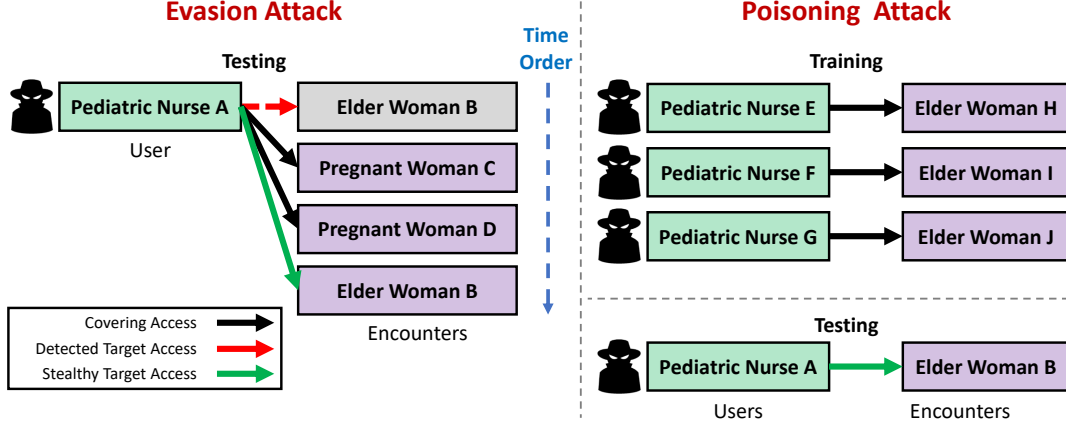 Evasion Attack
Testing
Time
Order
Pediatric Nurse A
User
Elder Woman B
Pregnant Woman C
Pregnant Woman D
Elder Woman B
Encounters
Covering Access
Detected Target Access
Stealthy Target Access
Poisoning Attack
Training
Pediatric Nurse E
Elder Woman H
Pediatric Nurse F
Elder Woman I
Pediatric Nurse G
Elder Woman J
Testing
Pediatric Nurse A
Elder Woman B
Users
Encounters